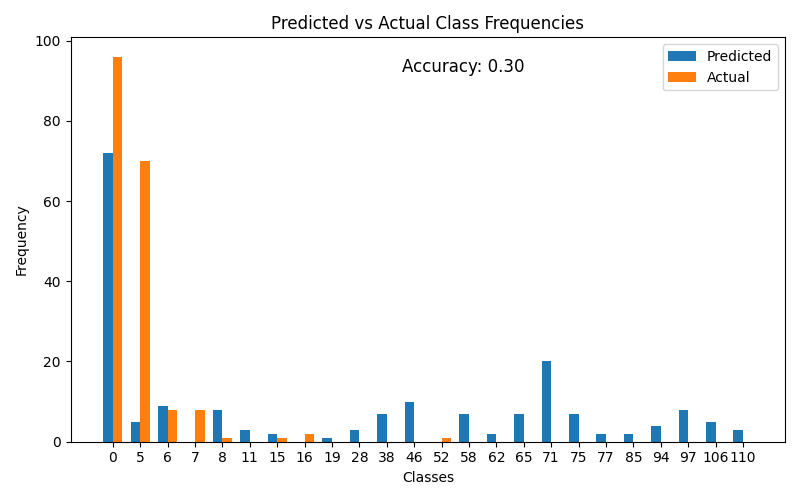 Predicted vs Actual Class Frequencies
100
Accuracy: 0.30
Predicted
Actual
80
60
Frequency
40
20
0
0 5 6 7 8 11 15 16 19 28 38 46 52 58 62 65 71 75 77 85 94 97 106 110
Classes